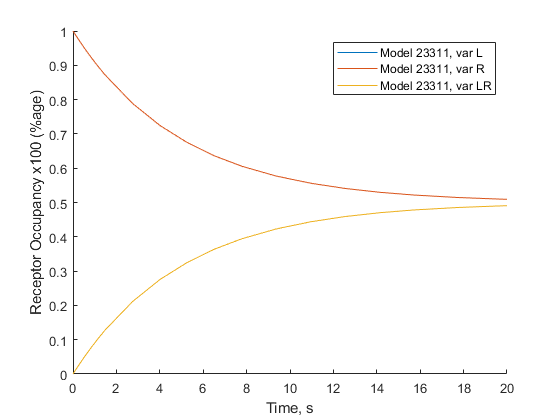 Model 23311, var L
Model 23311, var R
Model 23311, var LR
Receptor Occupancy x100 (%age)
1
0.9
0.8
0.7
0.6
0.5
0.4
0.3
0.2
0.1
0
0 2 4 6 8 10 12 14 16 18 20
Time, s